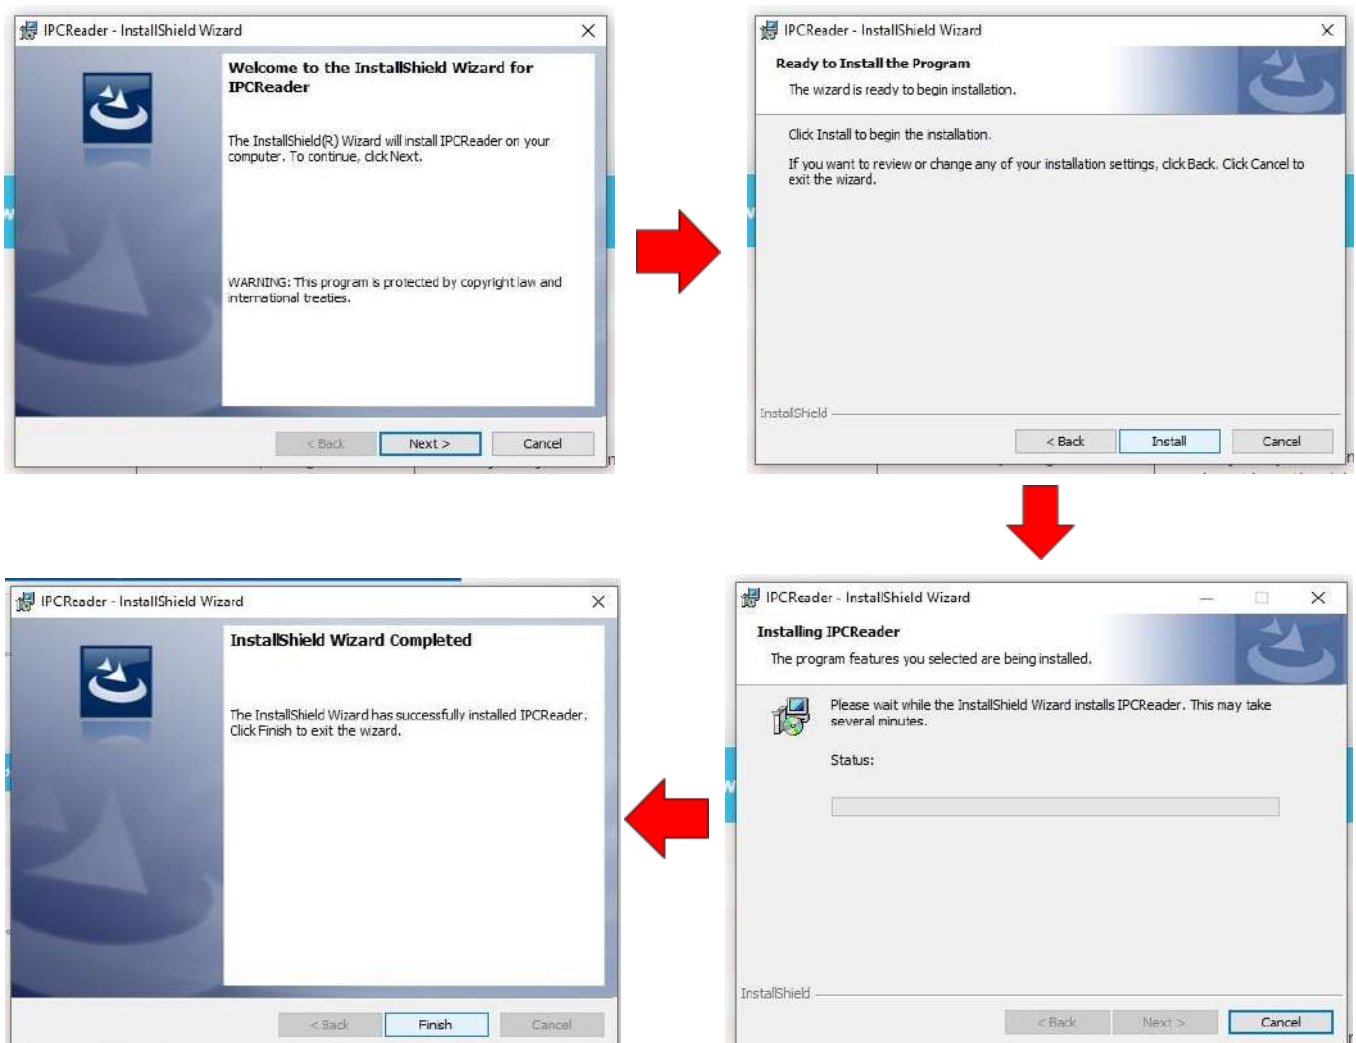 IPCReader - InstallShield Wizard
Welcome to the InstallShield Wizard for
IPCReader
The InstallShield(R) Wizard will install IPCReader on your
computer. To continue, click Next.
WARNING: This program is protected by copyright law and
international treaties.
< Back
Next >
Cancel
IPCReader - InstallShield Wizard
Ready to Install the Program
The wizard is ready to begin installation.
Click Install to begin the installation.
If you want to review or change any of your installation settings, click Back. Click Cancel to
exit the wizard.
InstallShield
< Back
Install
Cancel
IPCReader - InstallShield Wizard
Installing IPCReader
The program features you selected are being installed.
Please wait while the InstallShield Wizard installs IPCReader. This may take
several minutes.
Status:
InstallShield
< Back
Next >
Cancel
IPCReader - InstallShield Wizard
InstallShield Wizard Completed
The InstallShield Wizard has successfully installed IPCReader.
Click Finish to exit the wizard.
< Back
Finish
Cancel